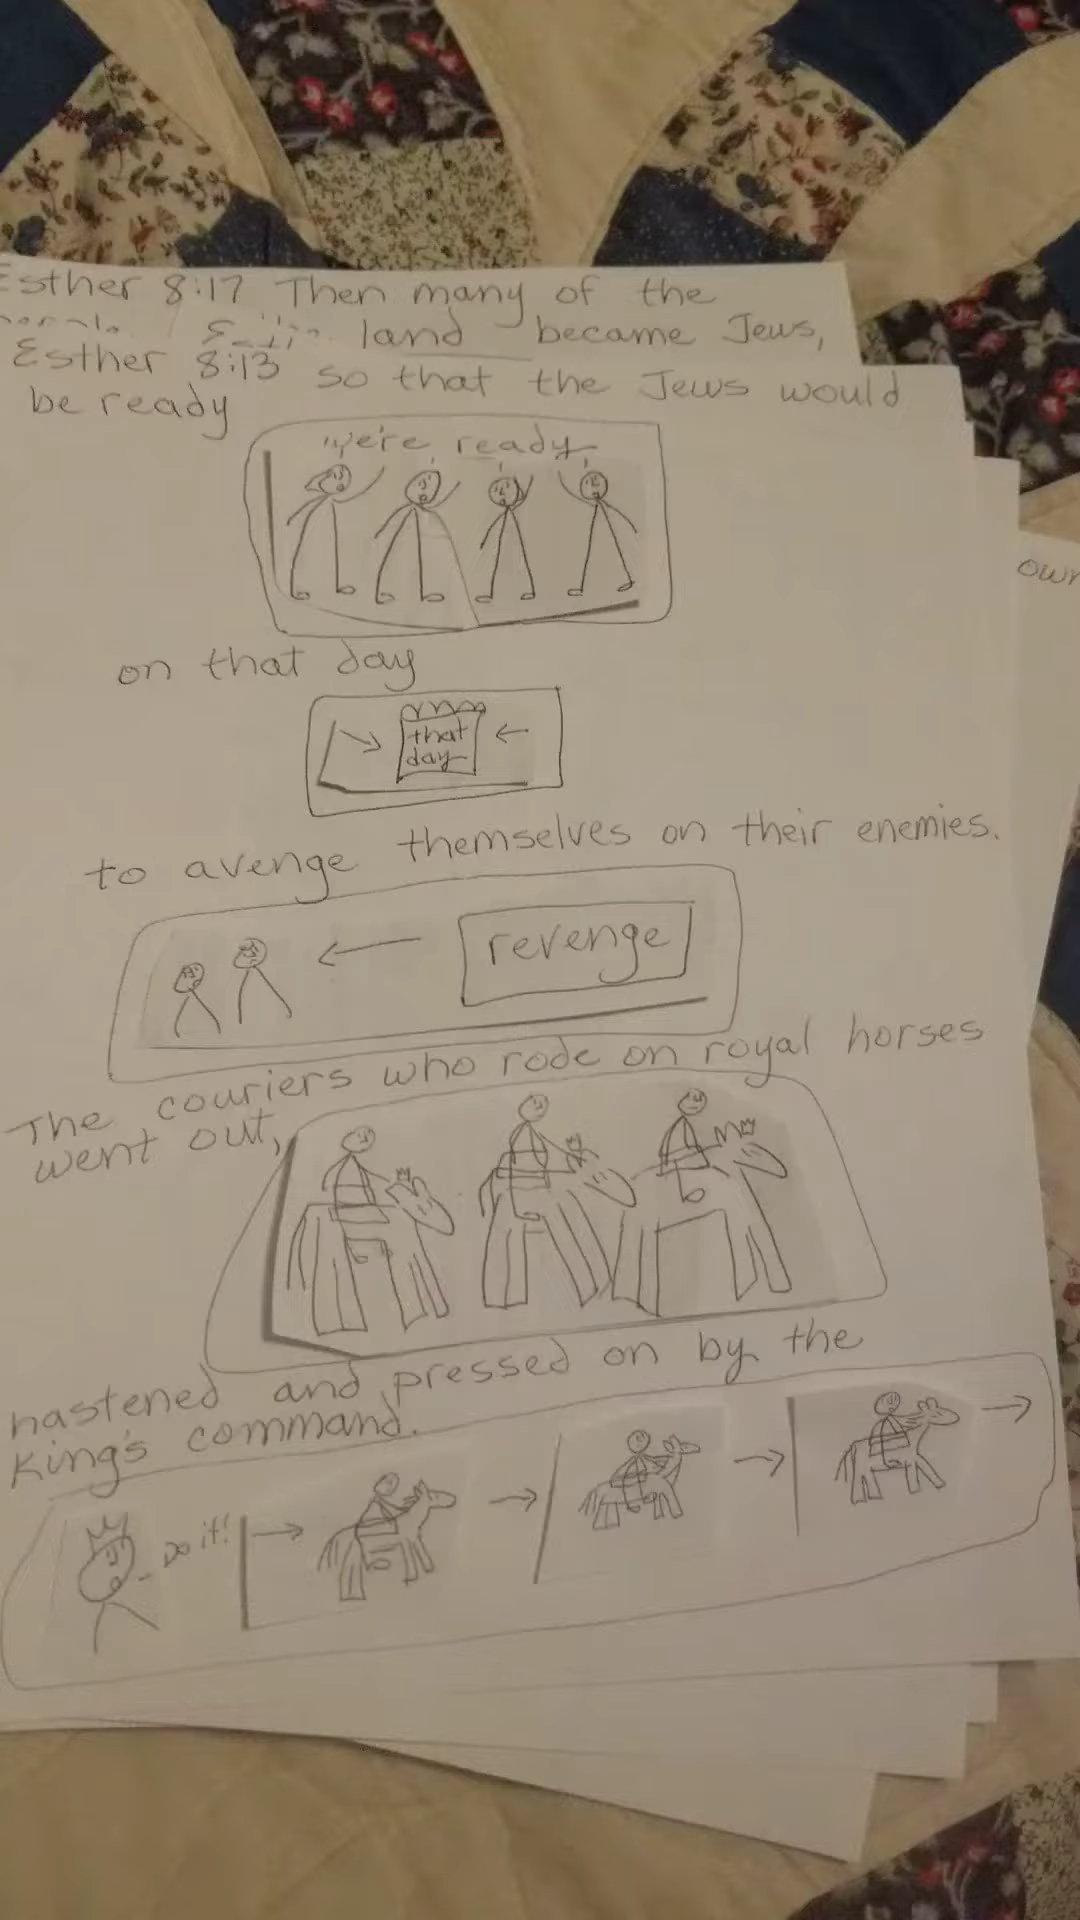 Esther 8:17 Then many of the
land became Jews,
Esther 8:13 so that the Jews would
be ready
we're ready
on that day
that
day
to avenge themselves on their enemies.
revenge
The couriers who rode on royal horses
went out,
hastened and pressed on by the
King's command.
Do it!
own